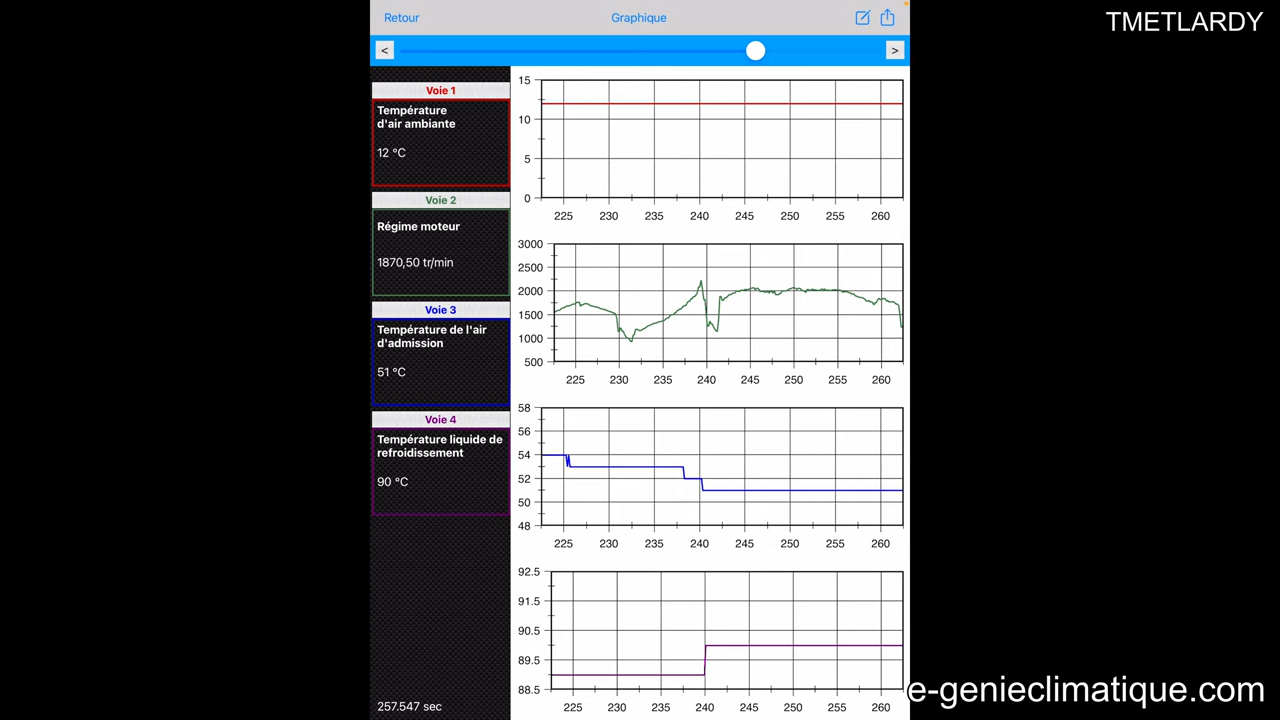 Retour
Graphique
TMETLARDY
<
>
Voie 1
Température
d'air ambiante
12 °C
Voie 2
Régime moteur
1870,50 tr/min
Voie 3
Température de l'air
d'admission
51 °C
Voie 4
Température liquide de
refroidissement
90 °C
257.547 sec
15
10
5
0
225 230 235 240 245 250 255 260
3000
2500
2000
1500
1000
500
225 230 235 240 245 250 255 260
58
56
54
52
50
48
225 230 235 240 245 250 255 260
92.5
91.5
90.5
89.5
88.5
225 230 235 240 245 250 255 260
e-genieclimatique.com